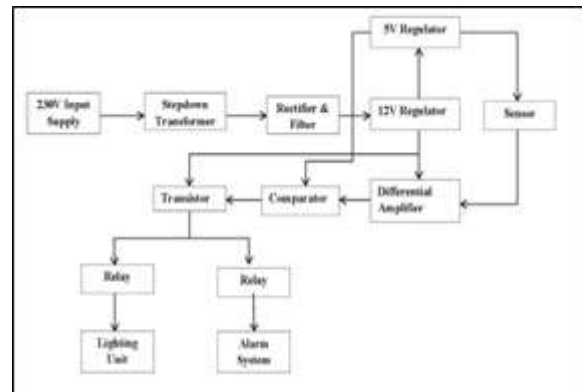 5V Regulator
230V Input
Supply
Stepdown
Transformer
Rectifier &
Filter
12V Regulator
Sensor
Transistor
Comparator
Differential
Amplifier
Relay
Relay
Lighting
Unit
Alarm
System